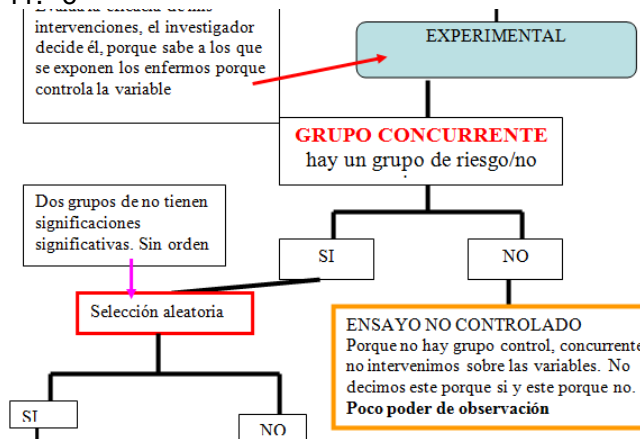 Evalúa la eficacia de mis
intervenciones, el investigador
decide él, porque sabe a los que
se exponen los enfermos porque
controla la variable
EXPERIMENTAL
GRUPO CONCURRENTE
hay un grupo de riesgo/no
Dos grupos de no tienen
significaciones
significativas. Sin orden
SI
NO
Selección aleatoria
ENSAYO NO CONTROLADO
Porque no hay grupo control, concurrente
no intervenimos sobre las variables. No
decimos este porque si y este porque no.
Poco poder de observación
SI
NO